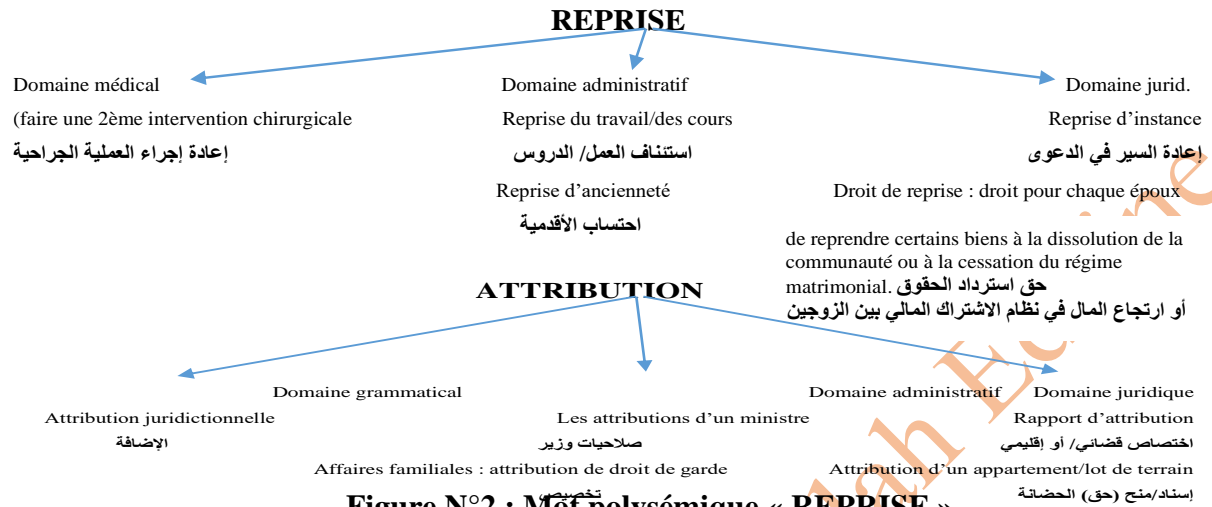 REPRISE
Domaine médical
Domaine administratif
Domaine jurid.
(faire une 2ème intervention chirurgicale
Reprise du travail/des cours
Reprise d'instance
إعادة إجراء العملية الجراحية
استئناف العمل/ الدروس
إعادة السير في الدعوى
Reprise d'ancienneté
Droit de reprise : droit pour chaque époux
احتساب الأقدمية
de reprendre certains biens à la dissolution de la
communauté ou à la cessation du régime
matrimonial. حق استرداد الحقوق
أو ارتجاع المال في نظام الاشتراك المالي بين الزوجين
ATTRIBUTION
Domaine grammatical
Domaine administratif
Domaine juridique
Attribution juridictionnelle
Les attributions d'un ministre
Rapport d'attribution
الإضافة
صلاحيات وزير
اختصاص قضائي/ أو إقليمي
Affaires familiales : attribution de droit de garde
Attribution d'un appartement/lot de terrain
تخصيص
إسناد/منح (حق) الحضانة
Figure N°2 : Mot polysémique « REPRISE »